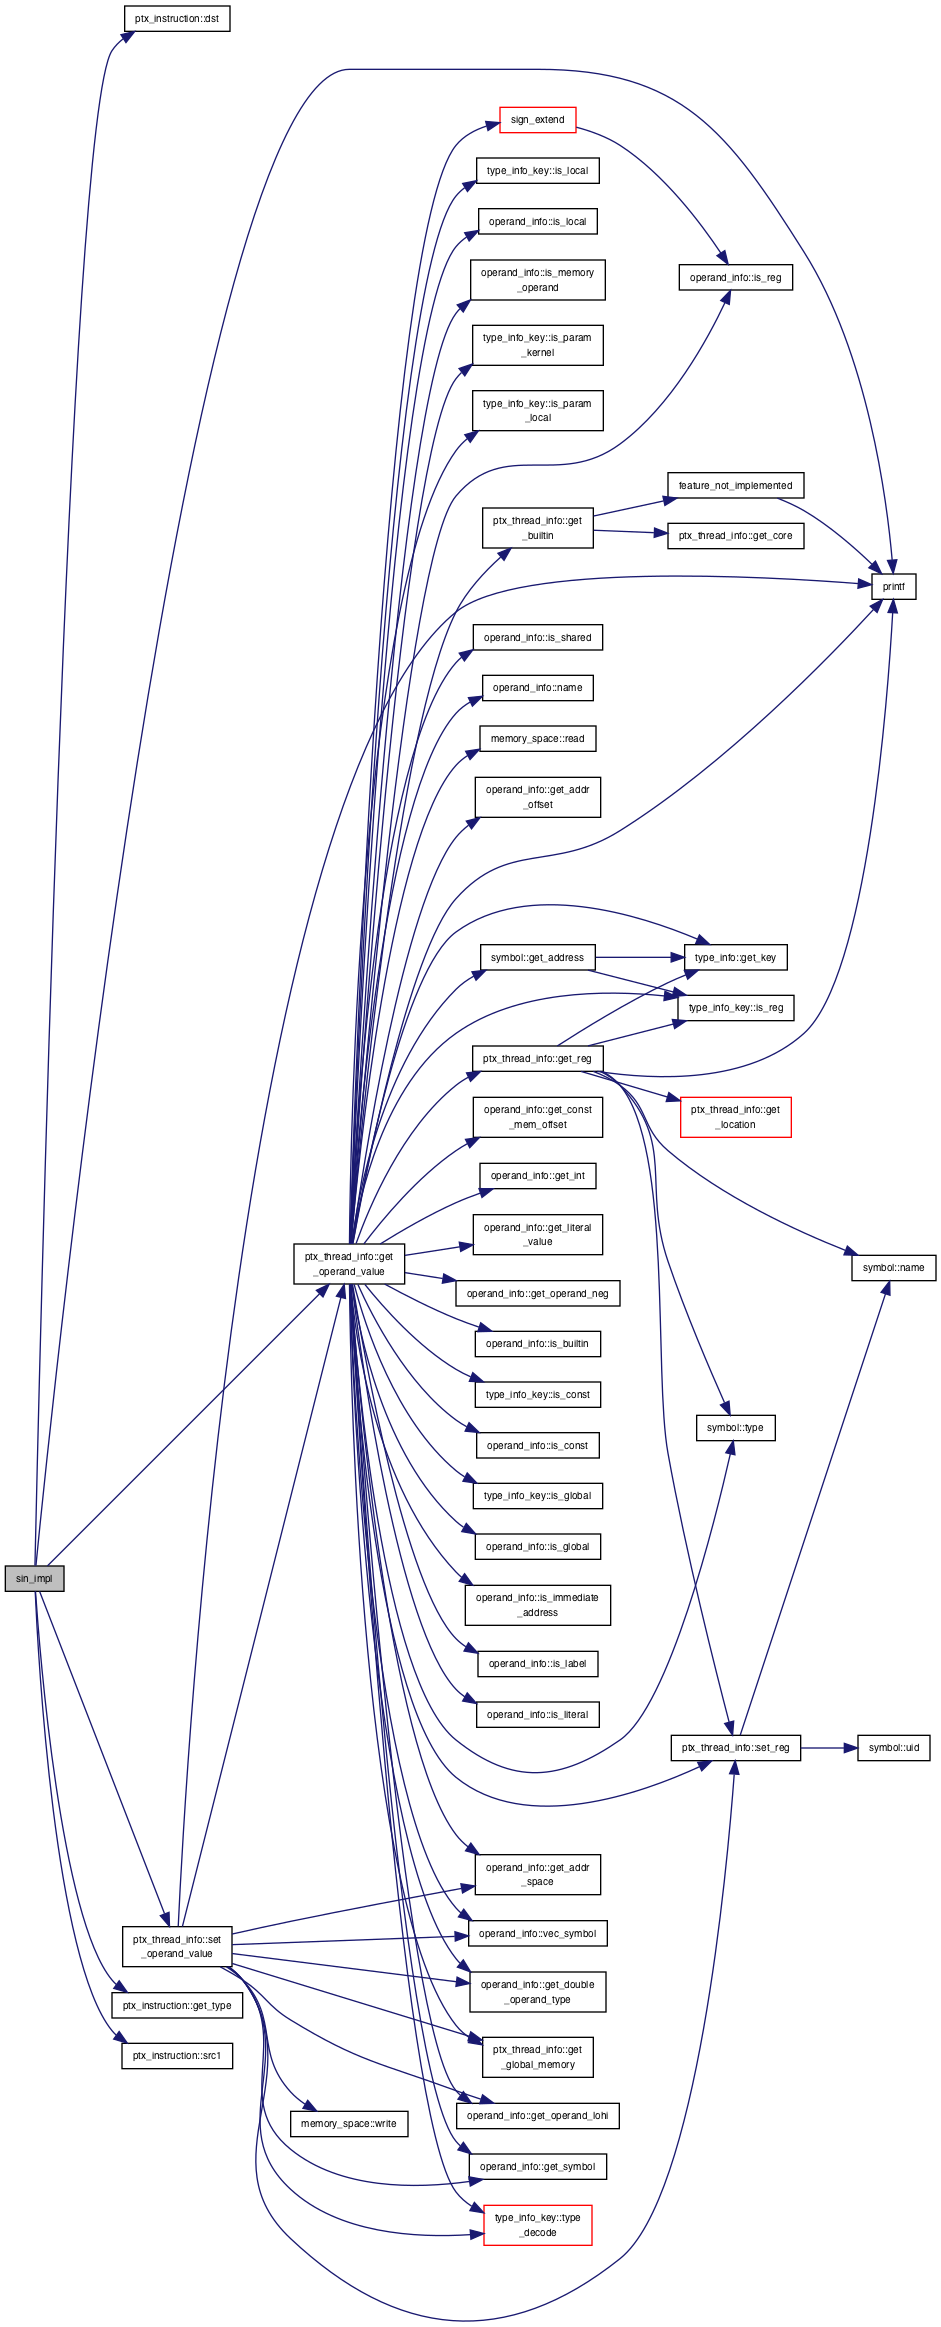 ptx_instruction::dst
sign_extend
type_info_key::is_local
operand_info::is_local
operand_info::is_memory
_operand
operand_info::is_reg
type_info_key::is_param
_kernel
type_info_key::is_param
_local
feature_not_implemented
ptx_thread_info::get
_builtin
ptx_thread_info::get_core
printf
operand_info::is_shared
operand_info::name
memory_space::read
operand_info::get_addr
_offset
symbol::get_address
type_info::get_key
type_info_key::is_reg
ptx_thread_info::get_reg
operand_info::get_const
_mem_offset
ptx_thread_info::get
_location
operand_info::get_int
operand_info::get_literal
_value
ptx_thread_info::get
_operand_value
symbol::name
operand_info::get_operand_neg
operand_info::is_builtin
type_info_key::is_const
symbol::type
operand_info::is_const
type_info_key::is_global
operand_info::is_global
sin_impl
operand_info::is_immediate
_address
operand_info::is_label
operand_info::is_literal
ptx_thread_info::set_reg
symbol::uid
operand_info::get_addr
_space
operand_info::vec_symbol
ptx_thread_info::set
_operand_value
operand_info::get_double
_operand_type
ptx_instruction::get_type
ptx_instruction::src1
ptx_thread_info::get
_global_memory
operand_info::get_operand_lohi
memory_space::write
operand_info::get_symbol
type_info_key::type
_decode